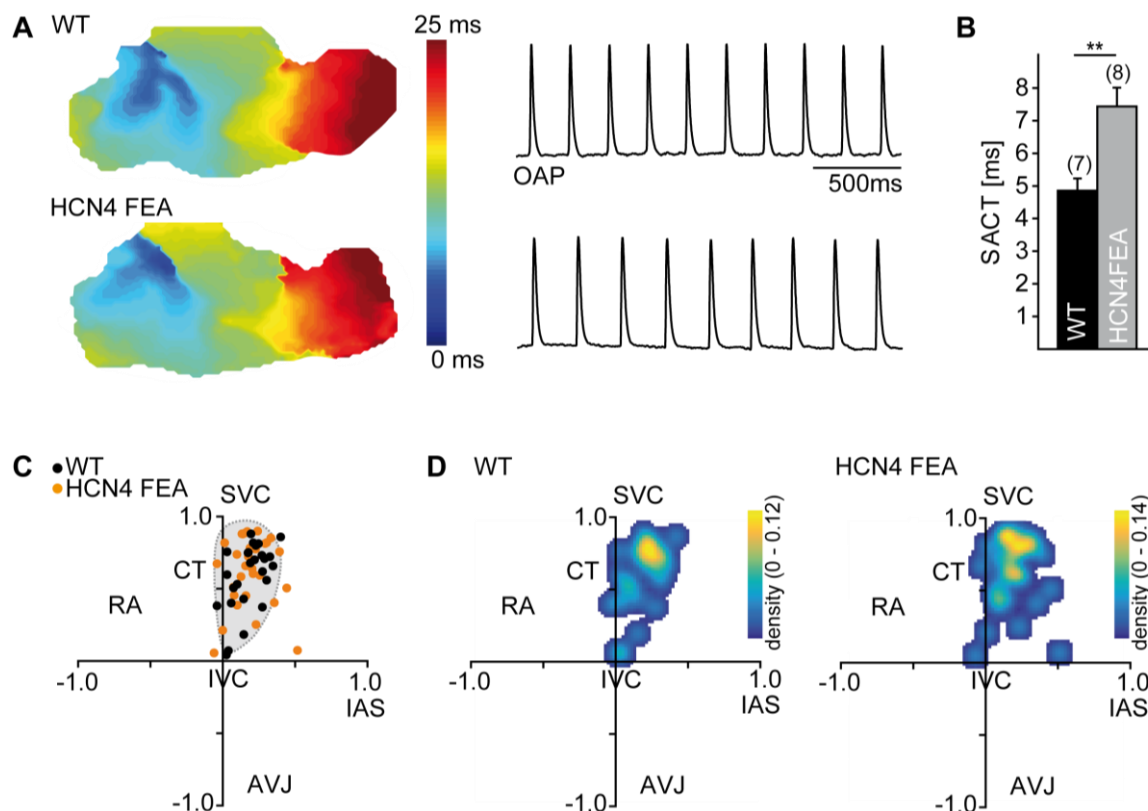 A
WT
25 ms
HCN4 FEA
0 ms
OAP
500ms
B
**
(8)
(7)
8
7
6
5
4
3
2
1
SACT [ms]
WT
HCN4FEA
C
WT
HCN4 FEA
SVC
1.0
CT
RA
-1.0
IVC
1.0
IAS
AVJ
-1.0
D
WT
SVC
1.0
CT
RA
-1.0
IVC
1.0
IAS
AVJ
-1.0
density (0 - 0.12)
HCN4 FEA
SVC
1.0
CT
RA
-1.0
IVC
1.0
IAS
AVJ
-1.0
density (0 - 0.14)